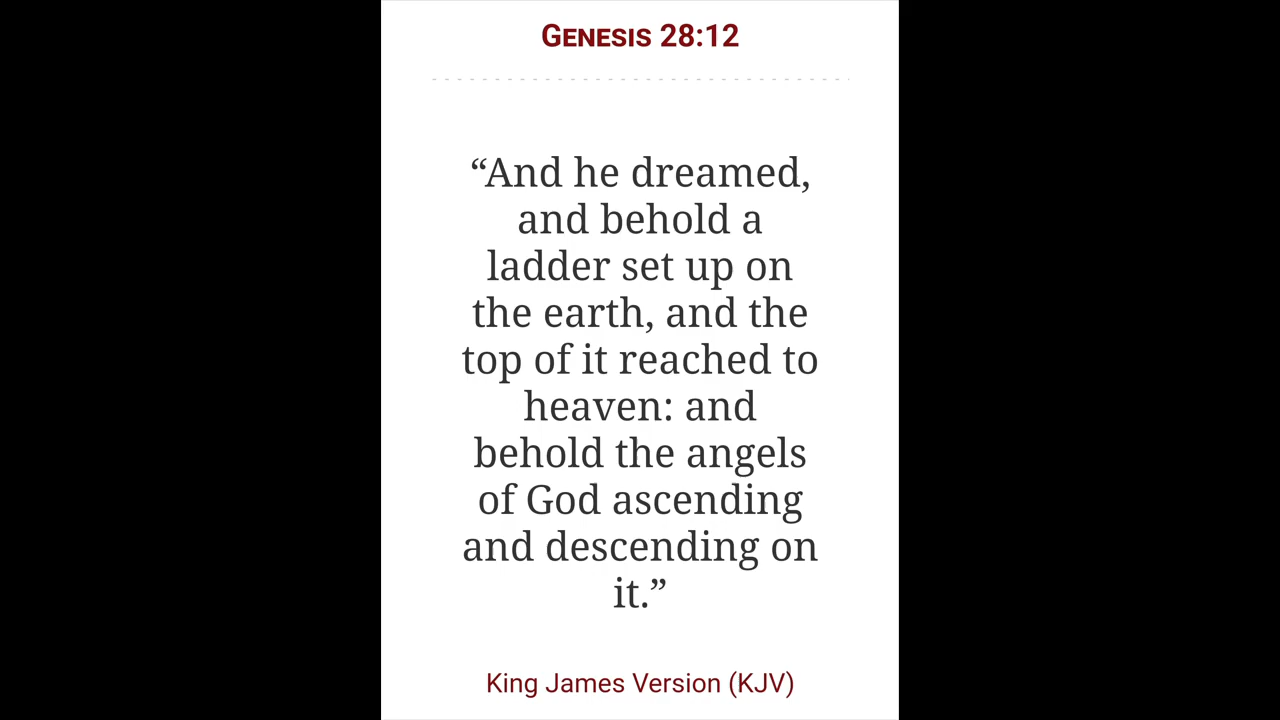 GENESIS 28:12
“And he dreamed,
and behold a
ladder set up on
the earth, and the
top of it reached to
heaven: and
behold the angels
of God ascending
and descending on
it.”
King James Version (KJV)